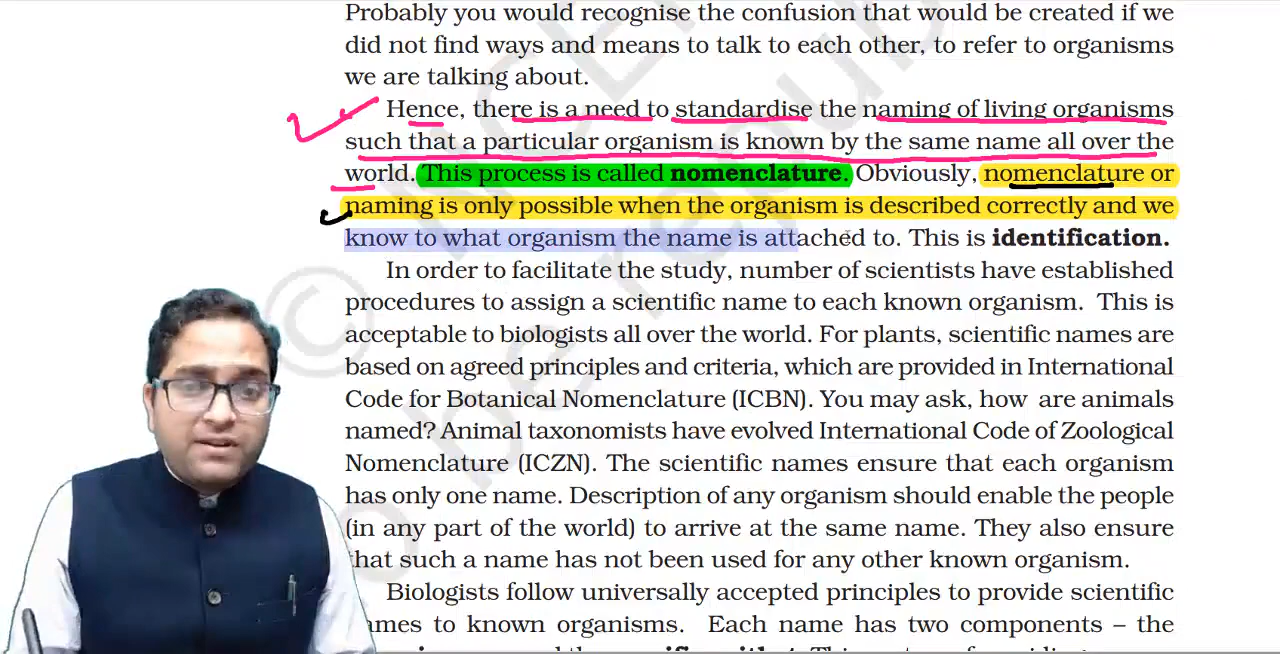 Probably you would recognise the confusion that would be created if we
did not find ways and means to talk to each other, to refer to organisms
we are talking about.
Hence, there is a need to standardise the naming of living organisms
such that a particular organism is known by the same name all over the
world. This process is called nomenclature. Obviously, nomenclature or
naming is only possible when the organism is described correctly and we
know to what organism the name is attached to. This is identification.
In order to facilitate the study, number of scientists have established
procedures to assign a scientific name to each known organism. This is
acceptable to biologists all over the world. For plants, scientific names are
based on agreed principles and criteria, which are provided in International
Code for Botanical Nomenclature (ICBN). You may ask, how are animals
named? Animal taxonomists have evolved International Code of Zoological
Nomenclature (ICZN). The scientific names ensure that each organism
has only one name. Description of any organism should enable the people
(in any part of the world) to arrive at the same name. They also ensure
that such a name has not been used for any other known organism.
Biologists follow universally accepted principles to provide scientific
names to known organisms. Each name has two components – the